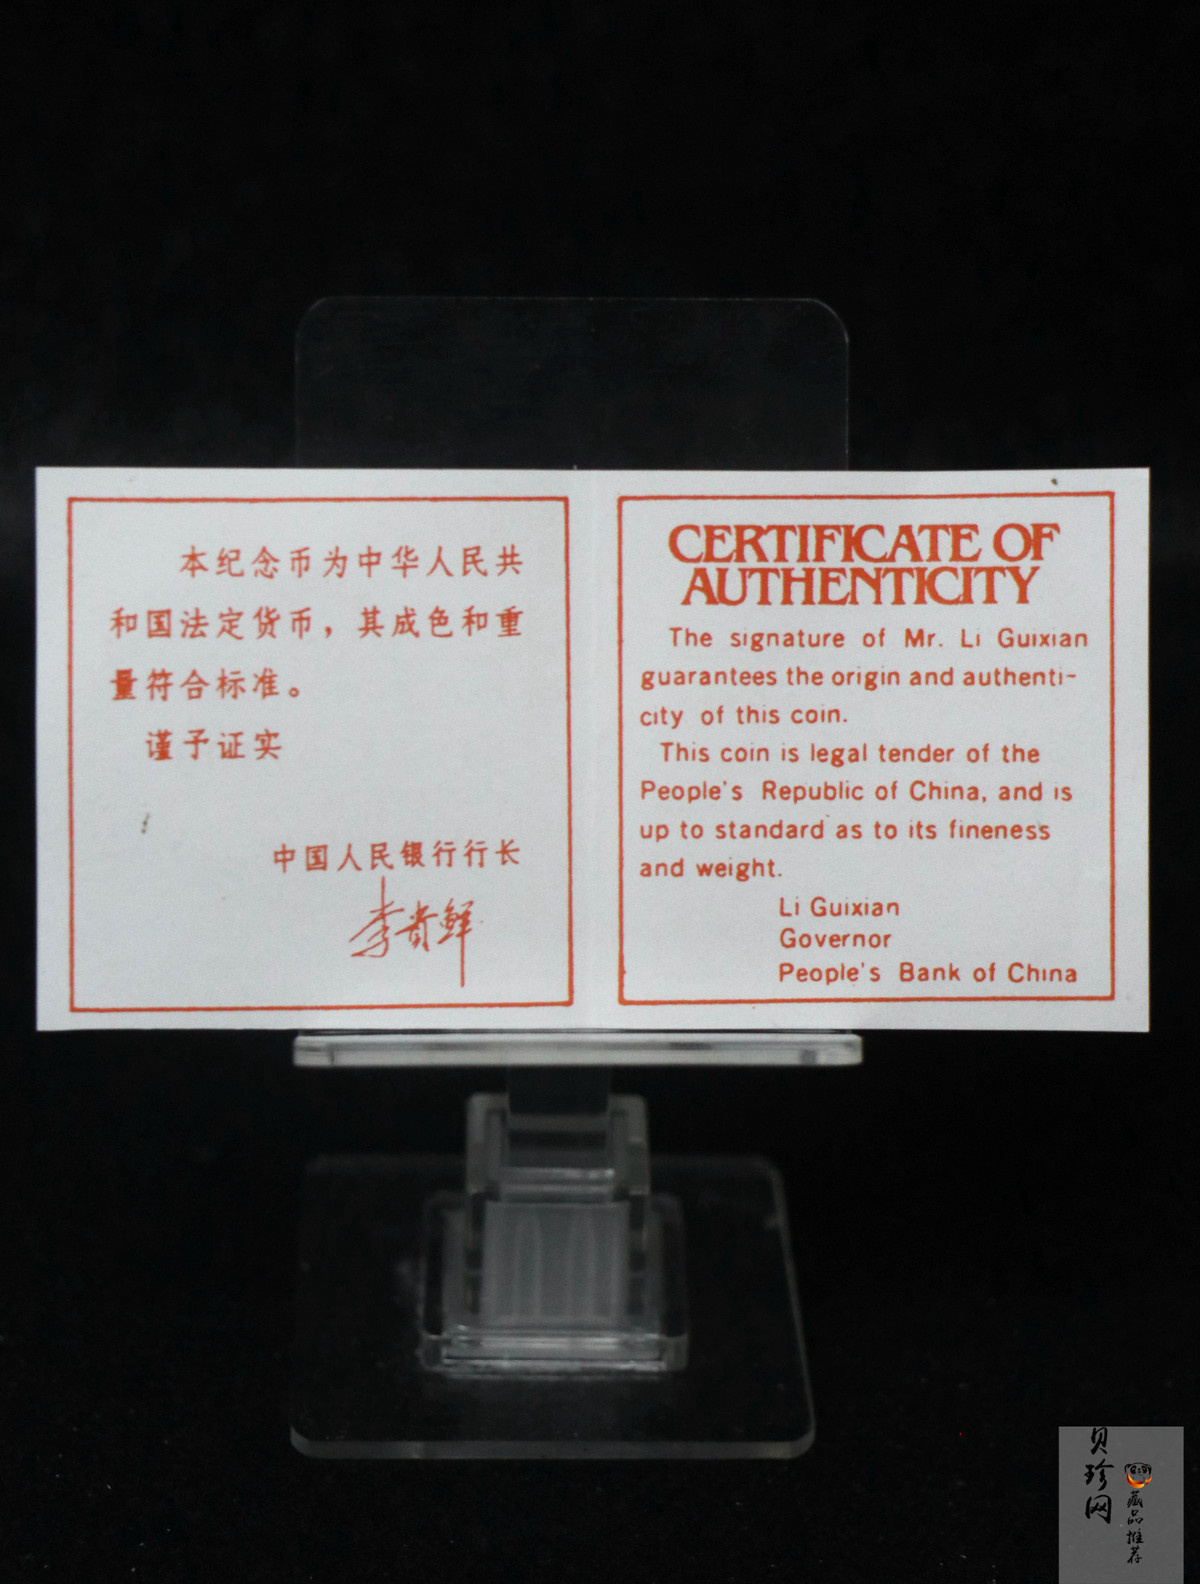 本纪念币为中华人民共
和国法定货币，其成色和重
量符合标准。
谨予证实
中国人民银行行长
李贵鲜
CERTIFICATE OF
AUTHENTICITY
The signature of Mr. Li Guixian
guarantees the origin and authenti-
city of this coin.
This coin is legal tender of the
People's Republic of China, and is
up to standard as to its fineness
and weight.
Li Guixian
Governor
People's Bank of China
贝珍网
藏品推荐